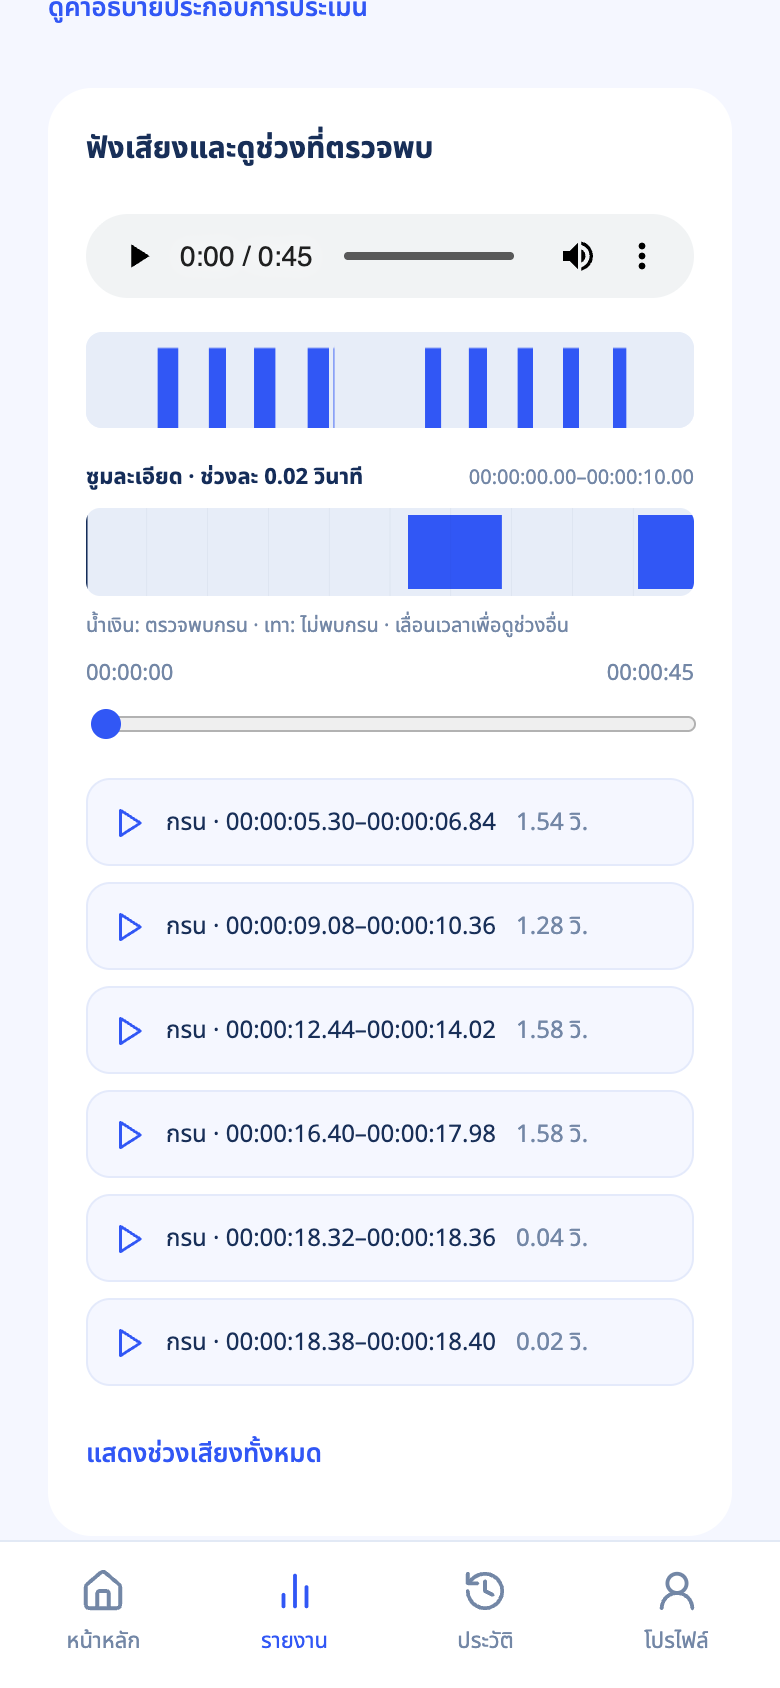 ดูคำอธิบายประกอบการประเมิน
ฟังเสียงและดูช่วงที่ตรวจพบ
0:00 / 0:45
ซูมละเอียด · ช่วงละ 0.02 วินาที
00:00:00.00–00:00:10.00
น้ำเงิน: ตรวจพบกรน · เทา: ไม่พบกรน · เลื่อนเวลาเพื่อดูช่วงอื่น
00:00:00
00:00:45
กรน · 00:00:05.30–00:00:06.84 1.54 วิ.
กรน · 00:00:09.08–00:00:10.36 1.28 วิ.
กรน · 00:00:12.44–00:00:14.02 1.58 วิ.
กรน · 00:00:16.40–00:00:17.98 1.58 วิ.
กรน · 00:00:18.32–00:00:18.36 0.04 วิ.
กรน · 00:00:18.38–00:00:18.40 0.02 วิ.
แสดงช่วงเสียงทั้งหมด
หน้าหลัก
รายงาน
ประวัติ
โปรไฟล์